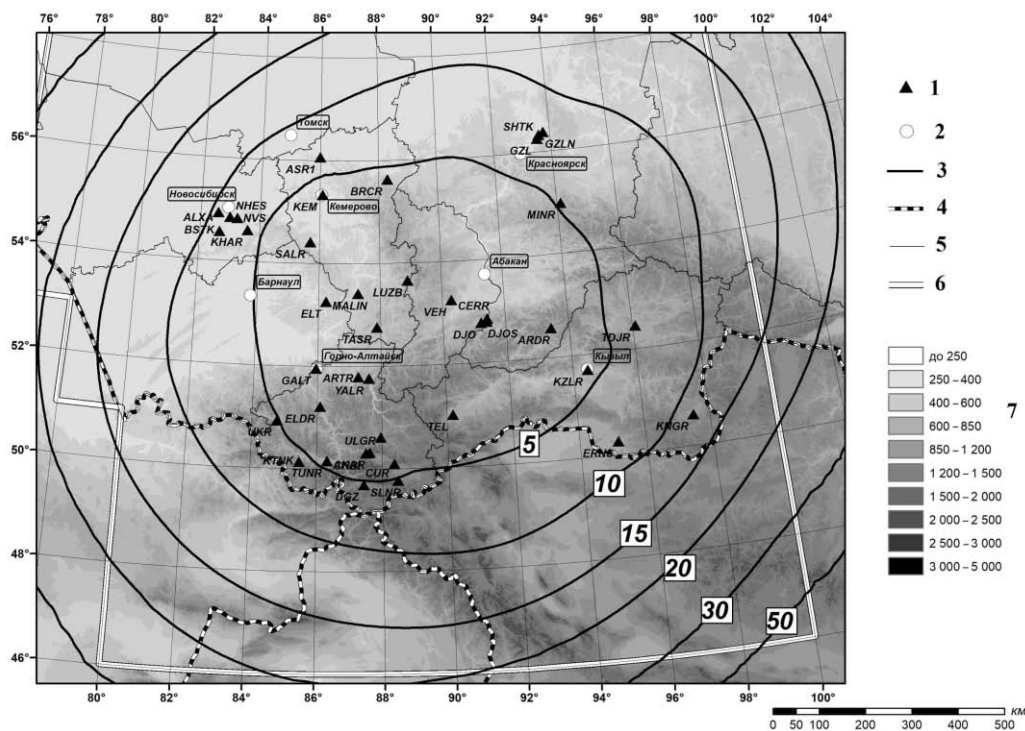 76° 78° 80° 82° 84° 86° 88° 90° 92° 94° 96° 98° 100° 102° 104°
56°
54°
52°
50°
48°
46°
80° 82° 84° 86° 88° 90° 92° 94° 96° 98° 100°
Томск
SHTK
GZL
GZLN
Красноярск
ASR1
BRCR
KEM
Кемерово
MINR
Новосибирск
NHES
ALXA
NVS
BSTK
KHAR
SALR
Абакан
Барнаул
LUZB
MALIN
ELT
VEH
CERR
TASR
DJO
DJOS
ARDR
TDJR
Горно-Алтайск
Кызыл
GALT
ARTR
YALR
KZLR
ELDR
UKR
TEL
KNGR
ULGR
ERNS
KTNK
TUNR
CUR
DGZ
SLNR
5
10
15
20
30
50
1
2
3
4
5
6
7
до 250
250 – 400
400 – 600
600 – 850
850 – 1 200
1 200 – 1 500
1 500 – 2 000
2 000 – 2 500
2 500 – 3 000
3 000 – 5 000
0 50 100 200 300 400 500 КМ